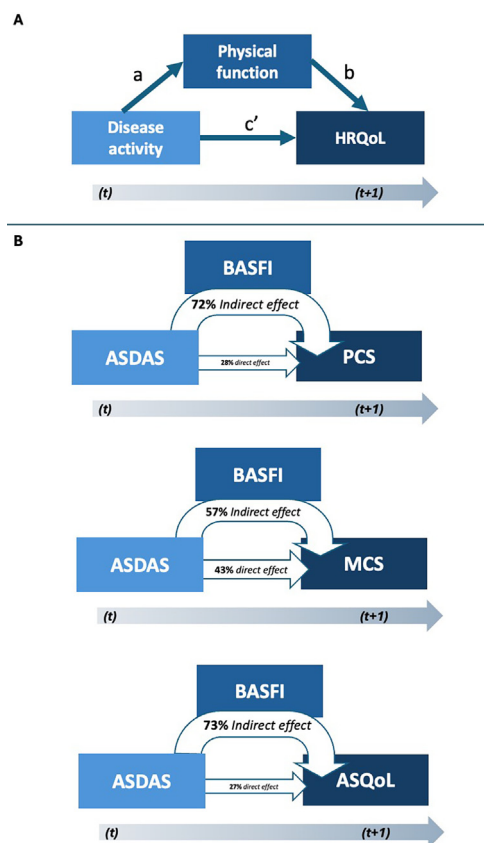 A
Physical
function
a
b
Disease
activity
c'
HRQoL
(t)
(t+1)
B
BASFI
72% Indirect effect
ASDAS
28% direct effect
PCS
(t)
(t+1)
BASFI
57% Indirect effect
ASDAS
43% direct effect
MCS
(t)
(t+1)
BASFI
73% Indirect effect
ASDAS
27% direct effect
ASQoL
(t)
(t+1)